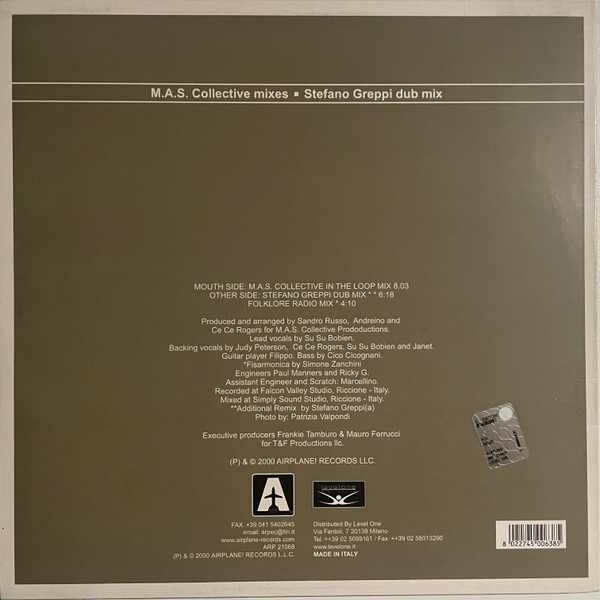 M.A.S. Collective mixes ▪ Stefano Greppi dub mix
MOUTH SIDE: M.A.S. COLLECTIVE IN THE LOOP MIX 8.03
OTHER SIDE: STEFANO GREPPI DUB MIX * * 6:18
FOLKLORE RADIO MIX * 4:10
Produced and arranged by Sandro Russo, Andreino and
Ce Ce Rogers for M.A.S. Collective Prodoductions.
Lead vocals by Su Su Bobien.
Backing vocals by Judy Peterson, Ce Ce Rogers, Su Su Bobien and Janet.
Guitar player Filippo. Bass by Cico Cicognani.
*Fisarmonica by Simone Zanchini
Engineers Paul Manners and Ricky G.
Assistant Engineer and Scratch: Marcellino.
Recorded at Falcon Valley Studio, Riccione - Italy.
Mixed at Simply Sound Studio, Riccione - Italy.
**Additional Remix by Stefano Greppi(a)
Photo by: Patrizia Valpondi
Executive producers Frankie Tamburo & Mauro Ferrucci
for T&F Productions llc.
(P) & © 2000 AIRPLANE! RECORDS LLC.
A
levelone
FAX. +39 041 5402645
email: arpec@tin.it
www.airplane-records.com
ARP 21068
(P) & © 2000 AIRPLANE! RECORDS L.L.C.
Distributed By Level One
Via Fantoli, 7 20138 Milano
Tel. ++39 02 5099161 / Fax. ++39 02 58013290
www.levelone.it
MADE IN ITALY
8 022745 006385